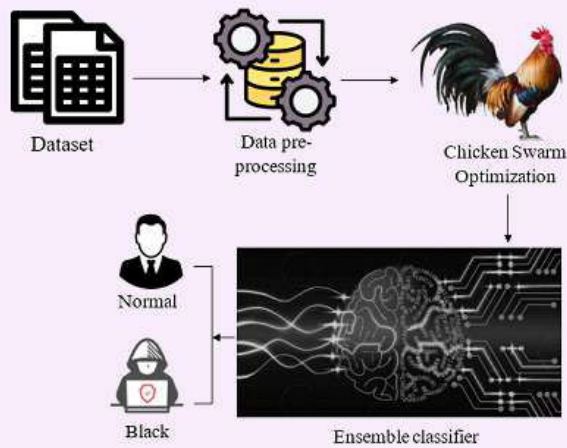 Dataset
Data pre-
processing
Chicken Swarm
Optimization
Normal
Black
Ensemble classifier